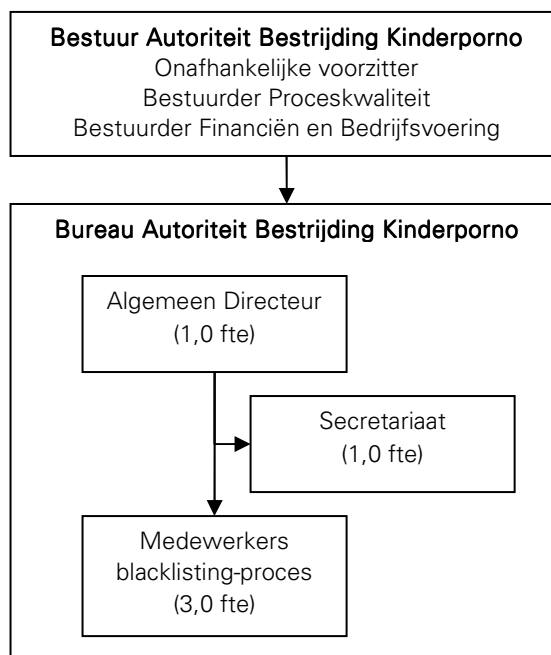 Bestuur Autoriteit Bestrijding Kinderporno
Onafhankelijke voorzitter
Bestuurder Proceskwaliteit
Bestuurder Financiën en Bedrijfsvoering
Bureau Autoriteit Bestrijding Kinderporno
Algemeen Directeur
(1,0 fte)
Secretariaat
(1,0 fte)
Medewerkers
blacklisting-proces
(3,0 fte)